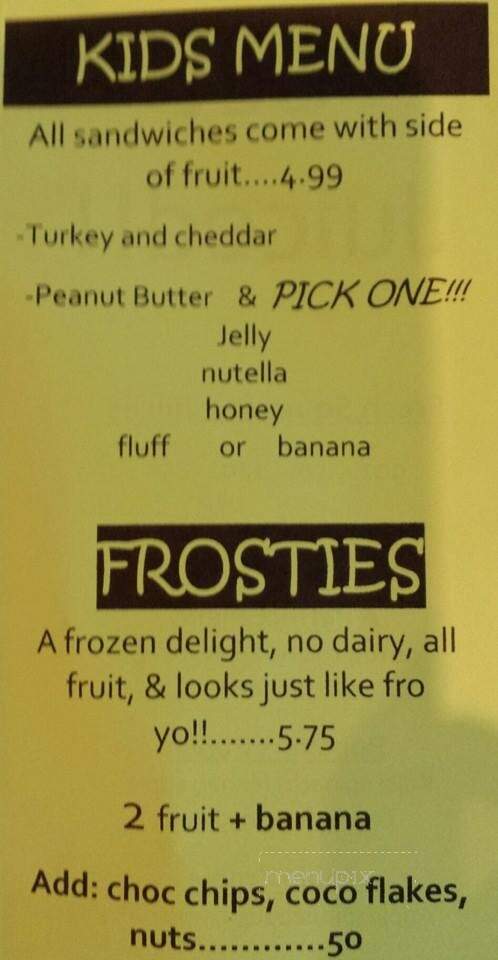 KIDS MENU
All sandwiches come with side
of fruit....4.99
-Turkey and cheddar
-Peanut Butter & PICK ONE!!!
Jelly
nutella
honey
fluff or banana
FROSTIES
A frozen delight, no dairy, all
fruit, & looks just like fro
yo!!.......5.75
2 fruit + banana
menupix
Add: choc chips, coco flakes,
nuts............50